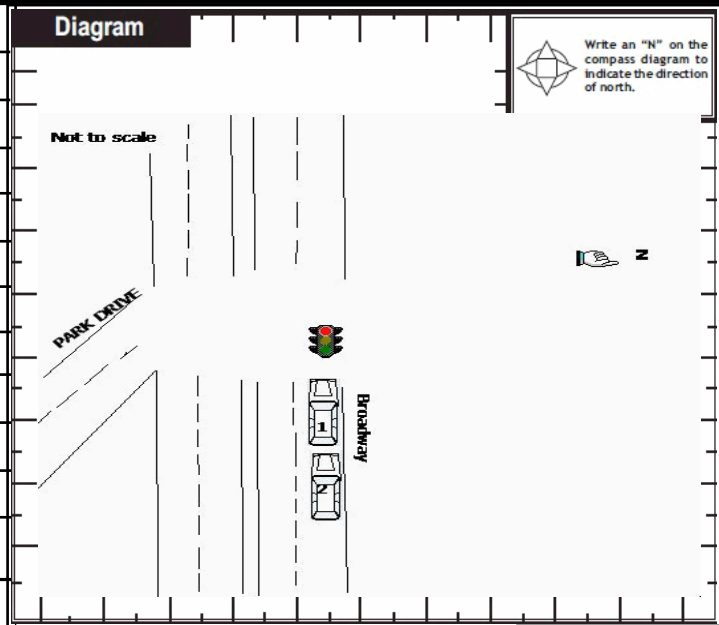 Diagram
Write an “N” on the
compass diagram to
indicate the direction
of north.
Not to scale
N
PARK DRIVE
Broadway
1
2